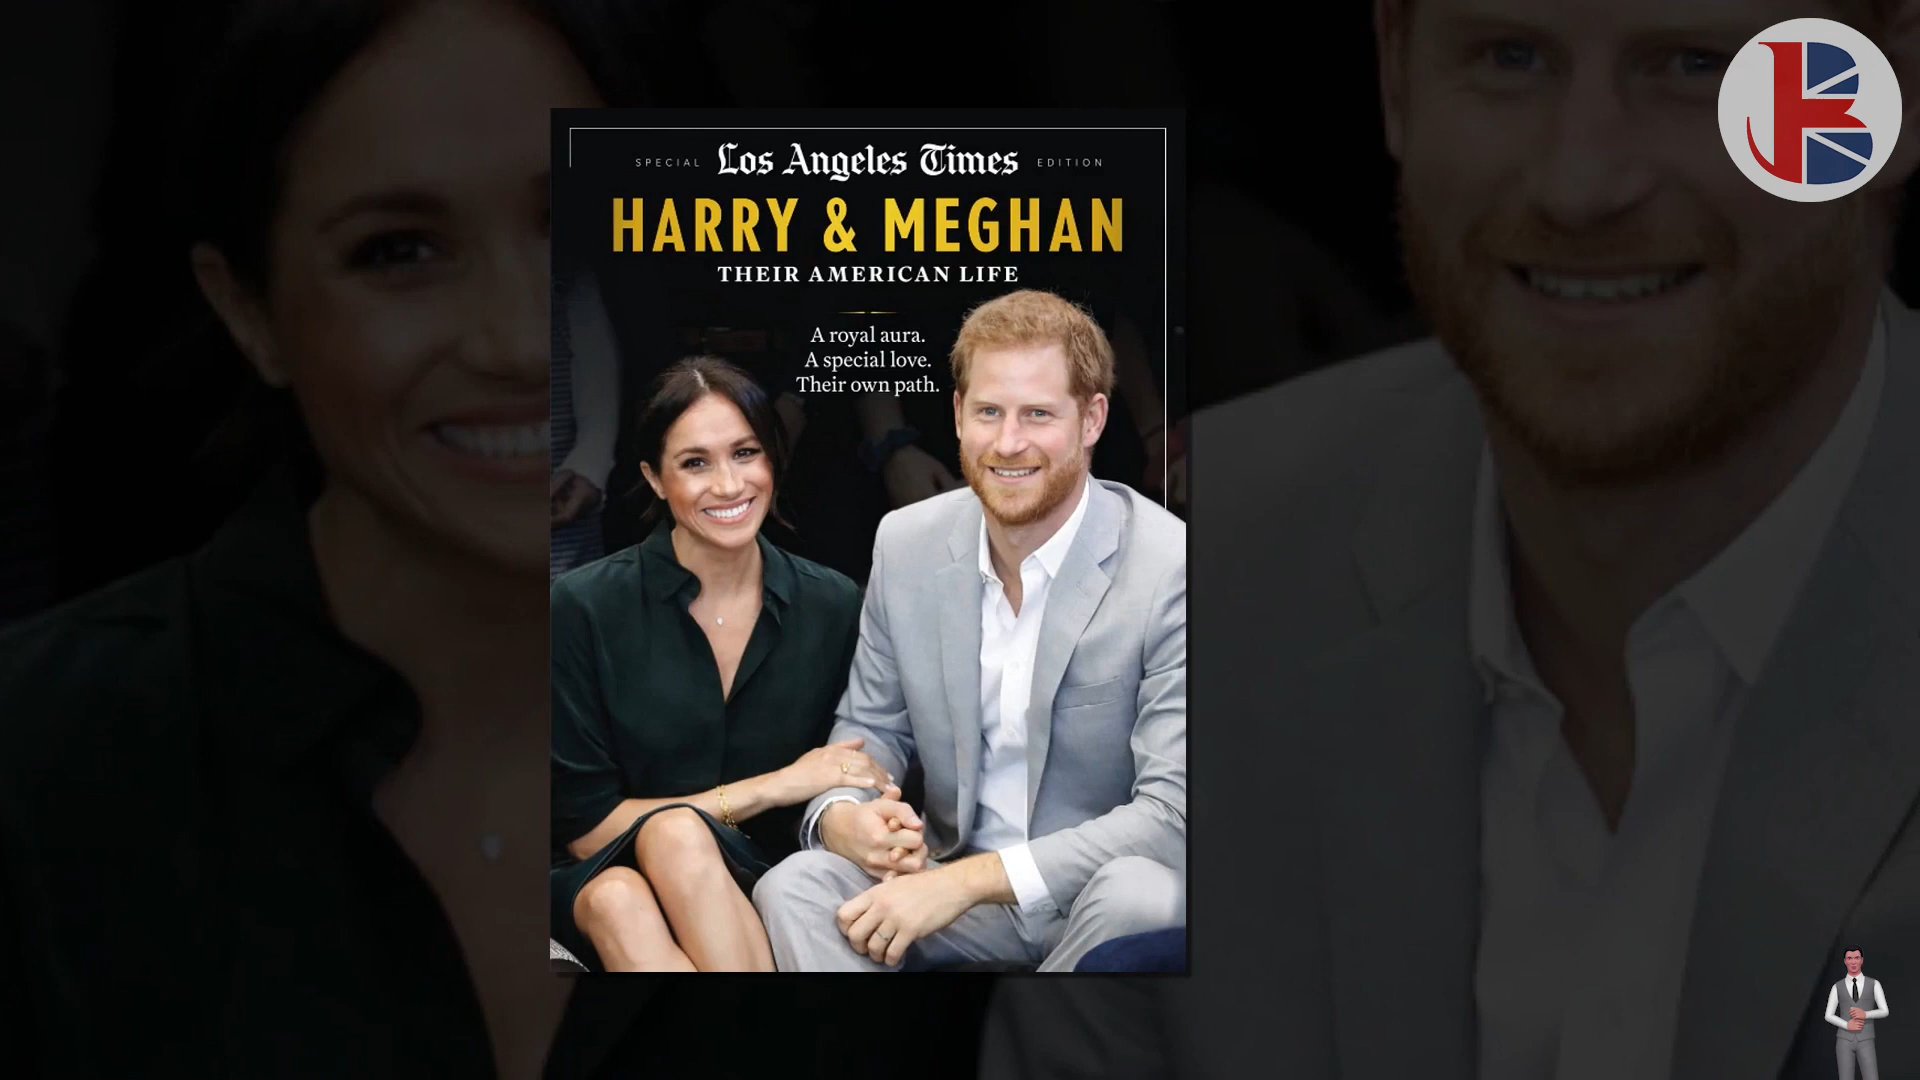 SPECIAL Los Angeles Times EDITION
HARRY & MEGHAN
THEIR AMERICAN LIFE
A royal aura.
A special love.
Their own path.